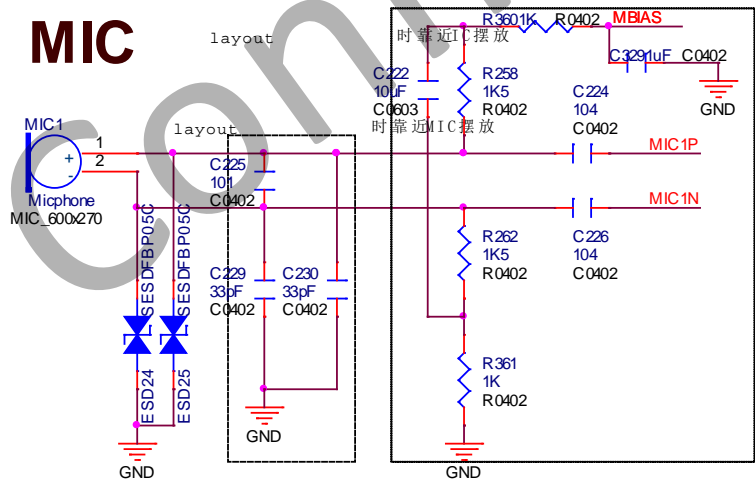 MIC
layout 时靠近IC摆放
R360 1K R0402 MBIAS
C329 1uF C0402
GND
C222
10uF
C0603
R258
1K5
R0402
C224
104
C0402
layout 时靠近MIC摆放
MIC1
1
2
+
-
Micphone
MIC_600x270
C225
101
C0402
MIC1P
MIC1N
SESDFBP05C
ESD24
SESDFBP05C
ESD25
C229
33pF
C0402
C230
33pF
C0402
R262
1K5
R0402
C226
104
C0402
R361
1K
R0402
GND
GND
GND
Conn